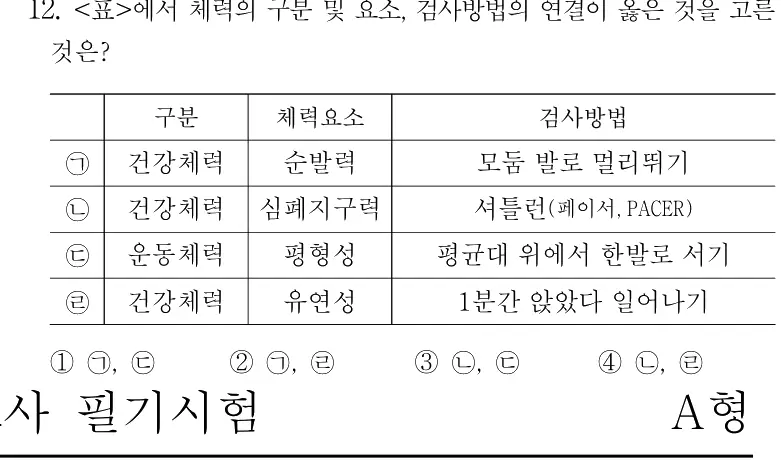 12. <표>에서 체력의 구분 및 요소, 검사방법의 연결이 옳은 것을 고른
것은?
구분 체력요소 검사방법
㉠ 건강체력 순발력 모둠 발로 멀리뛰기
㉡ 건강체력 심폐지구력 셔틀런(페이서, PACER)
㉢ 운동체력 평형성 평균대 위에서 한발로 서기
㉣ 건강체력 유연성 1분간 앉았다 일어나기
① ㉠, ㉢ ② ㉠, ㉣ ③ ㉡, ㉢ ④ ㉡, ㉣
사 필기시험 A형